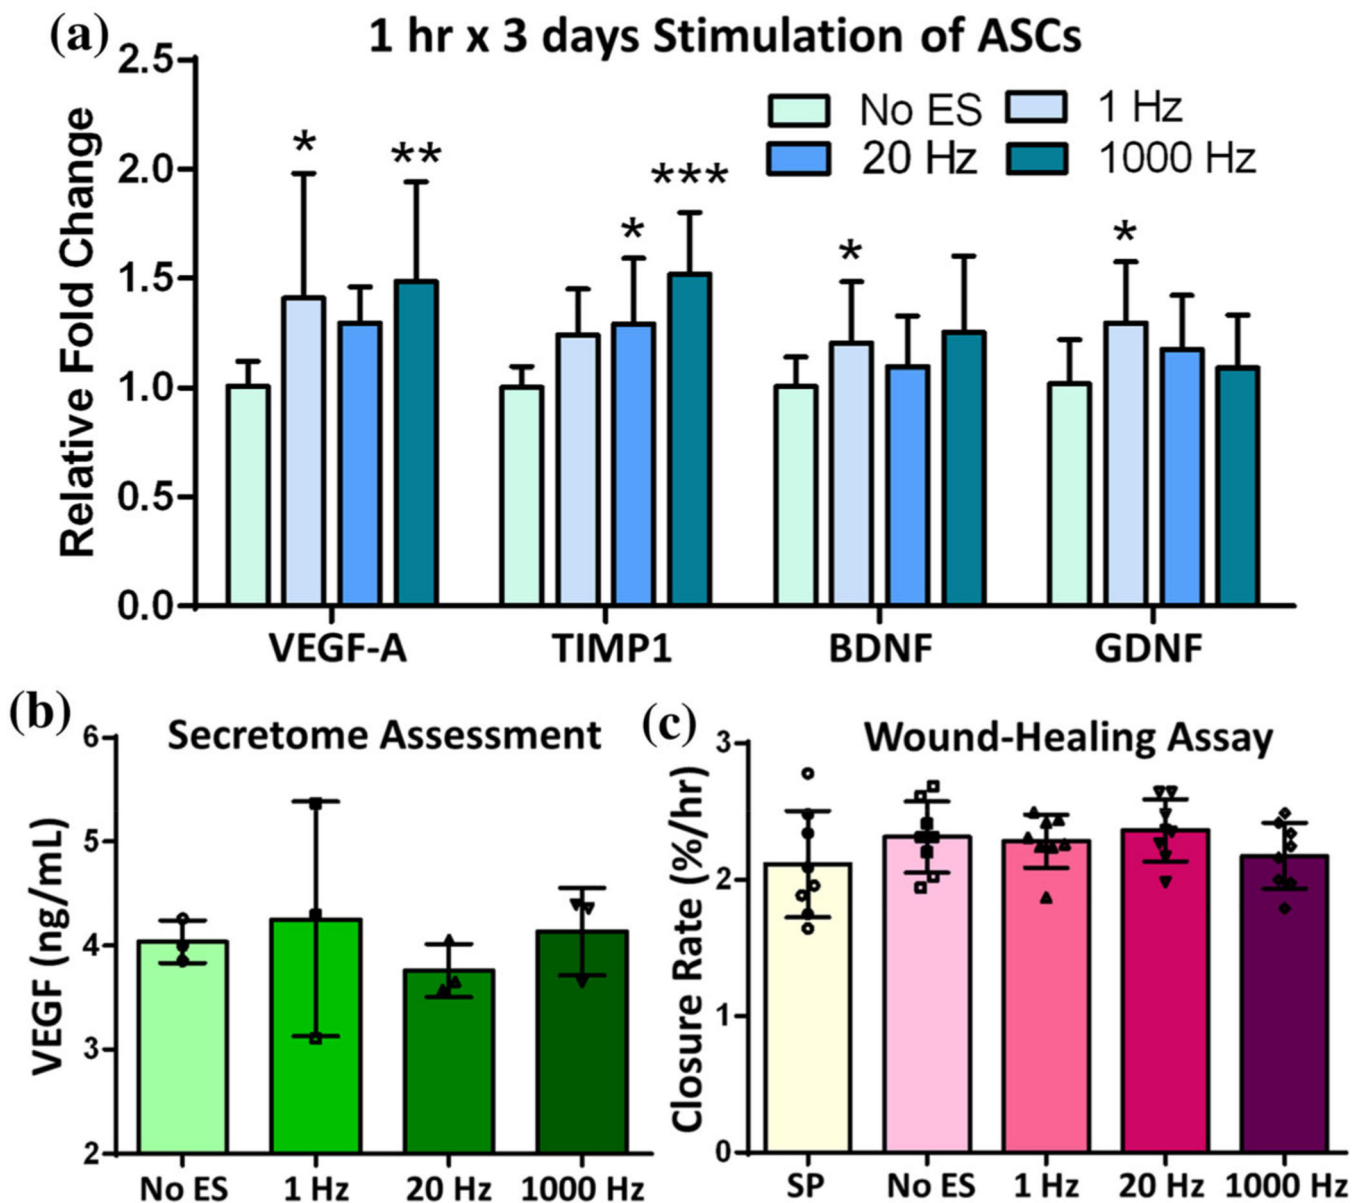 (a) 1 hr x 3 days Stimulation of ASCs
Relative Fold Change
2.5
2.0
1.5
1.0
0.5
0.0
No ES 1 Hz
20 Hz 1000 Hz
* ** * *** * *
VEGF-A TIMP1 BDNF GDNF
(b) Secretome Assessment
VEGF (ng/mL)
6
5
4
3
2
No ES 1 Hz 20 Hz 1000 Hz
(c) Wound-Healing Assay
Closure Rate (%/hr)
3
2
1
0
SP No ES 1 Hz 20 Hz 1000 Hz